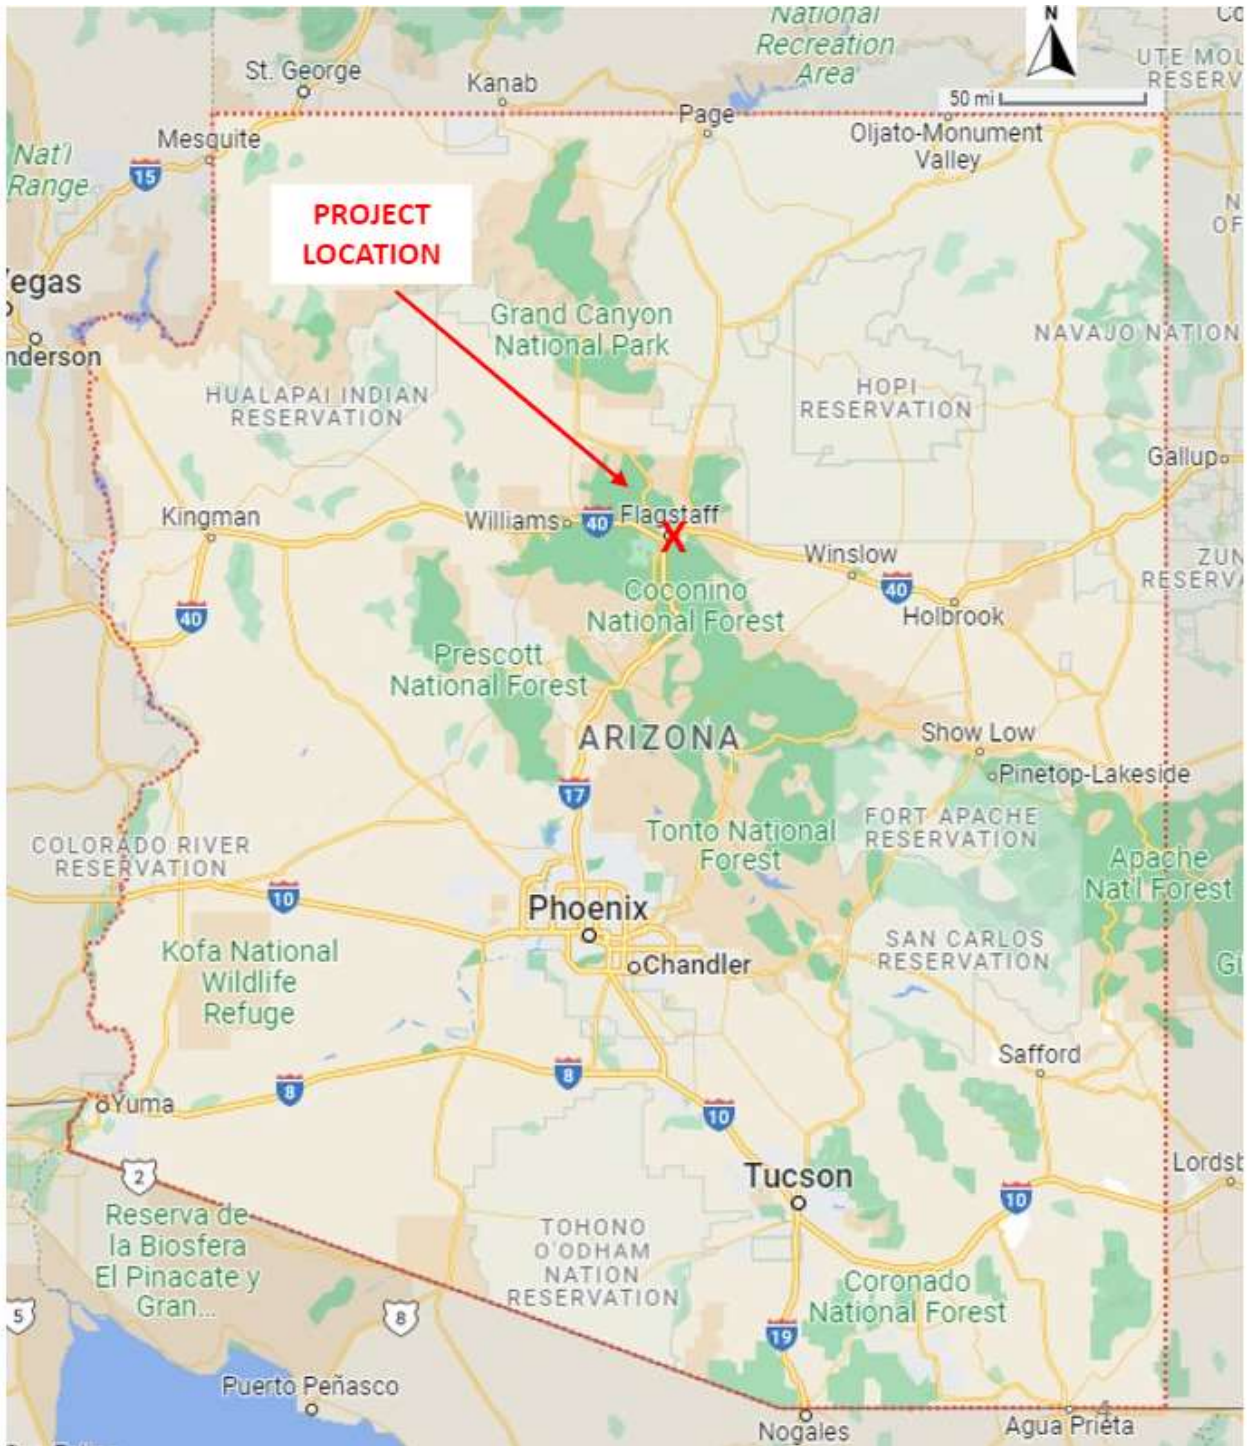 National
Recreation
Area
N
Co
UTE MOU
RESERV
St. George
Kanab
50 mi
Page
Oljato-Monument
Valley
Mesquite
Nat'l
Range
15
PROJECT
LOCATION
N
OF
Vegas
nderson
Grand Canyon
National Park
NAVAJO NATION
HUALAPAI INDIAN
RESERVATION
HOPI
RESERVATION
Gallup
Kingman
Williams
40
Flagstaff
X
Winslow
ZUN
RESERVA
40
40
Holbrook
Coconino
National Forest
Prescott
National Forest
ARIZONA
Show Low
Pinetop-Lakeside
17
COLORADO RIVER
RESERVATION
Tonto National
Forest
FORT APACHE
RESERVATION
Apache
Nat'l Forest
10
Phoenix
Chandler
Kofa National
Wildlife
Refuge
SAN CARLOS
RESERVATION
Gi
Safford
8
8
Yuma
10
2
Tucson
Lordsb
10
Reserva de
la Biosfera
El Pinacate y
Gran...
TOHONO
O'ODHAM
NATION
RESERVATION
Coronado
National Forest
5
8
19
Puerto Peñasco
Nogales
Agua Prieta